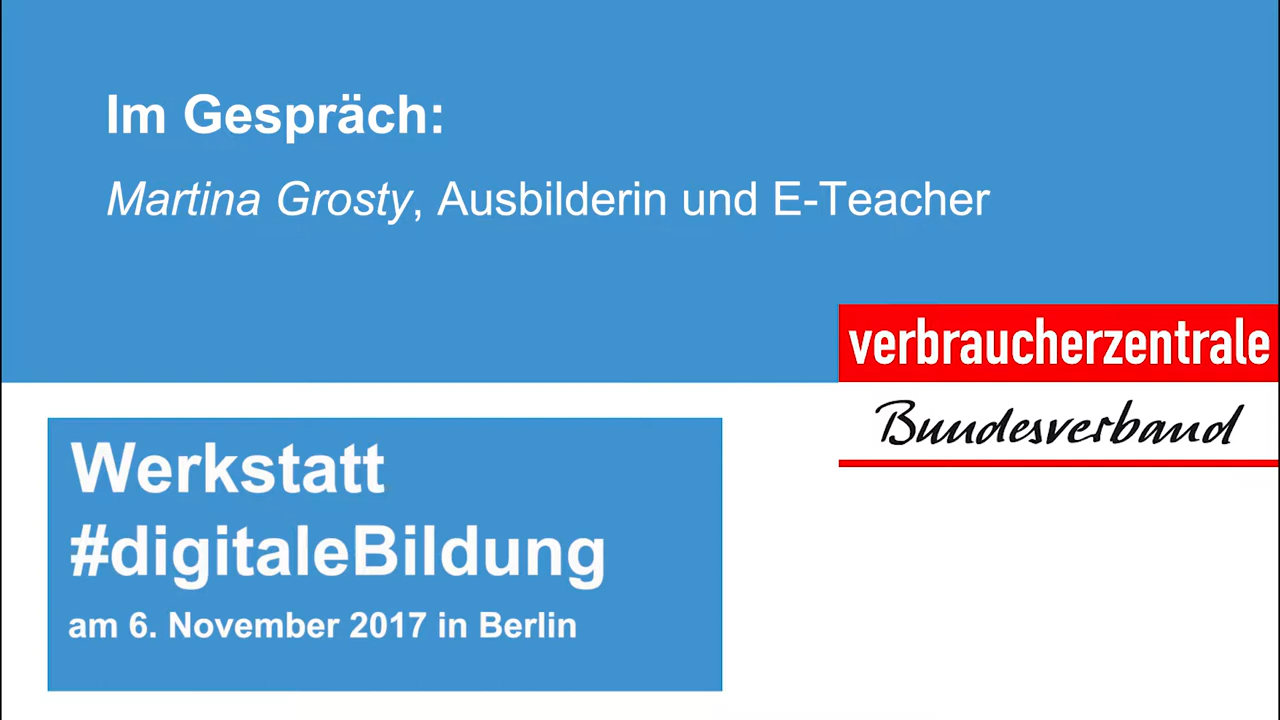 Im Gespräch:
Martina Grosty, Ausbilderin und E-Teacher
verbraucherzentrale
Bundesverband
Werkstatt
#digitaleBildung
am 6. November 2017 in Berlin